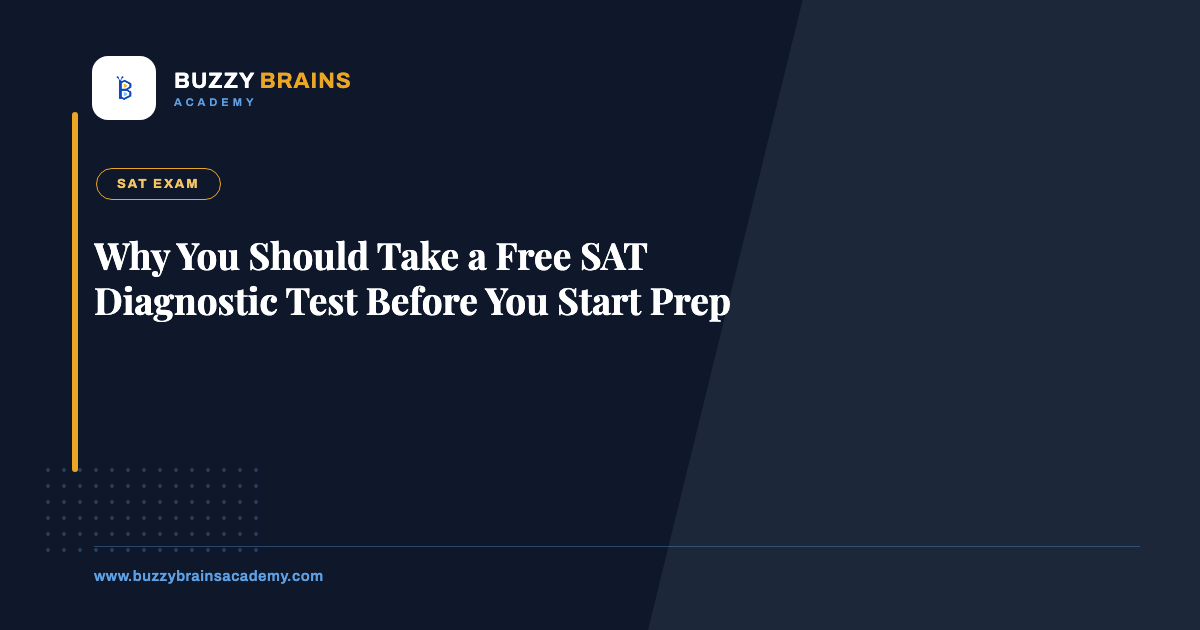 B
BUZZY BRAINS
ACADEMY
SAT EXAM
Why You Should Take a Free SAT
Diagnostic Test Before You Start Prep
www.buzzybrainsacademy.com